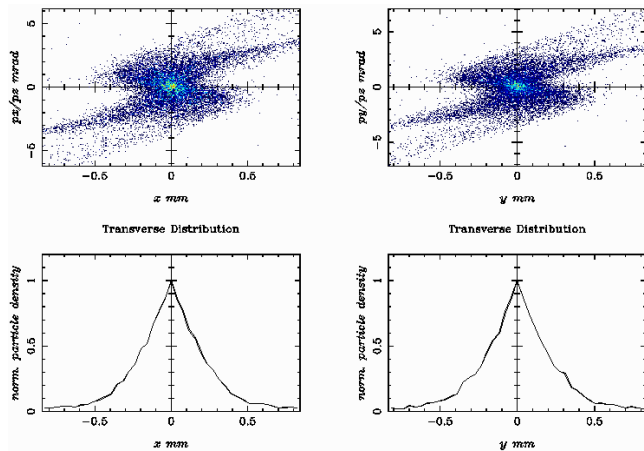 px/pz mrad
5
0
−5
−0.5 0 0.5
x mm
py/pz mrad
5
0
−5
−0.5 0 0.5
y mm
Transverse Distribution
norm. particle density
1
0.5
0
−0.5 0 0.5
x mm
Transverse Distribution
norm. particle density
1
0.5
0
−0.5 0 0.5
y mm